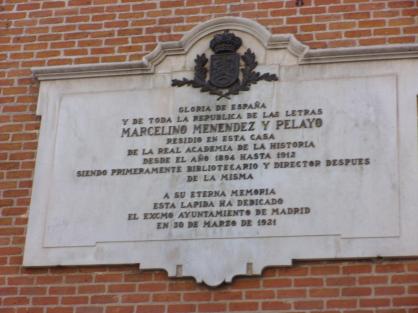 GLORIA DE ESPAÑA
Y DE TODA LA REPUBLICA DE LAS LETRAS
MARCELINO MENENDEZ Y PELAYO
RESIDIO EN ESTA CASA
DE LA REAL ACADEMIA DE LA HISTORIA
DESDE EL AÑO 1894 HASTA 1912
SIENDO PRIMERAMENTE BIBLIOTECARIO Y DIRECTOR DESPUES
DE LA MISMA
A SU ETERNA MEMORIA
ESTA LAPIDA HA DEDICADO
EL EXCMO AYUNTAMIENTO DE MADRID
EN 30 DE MARZO DE 1921